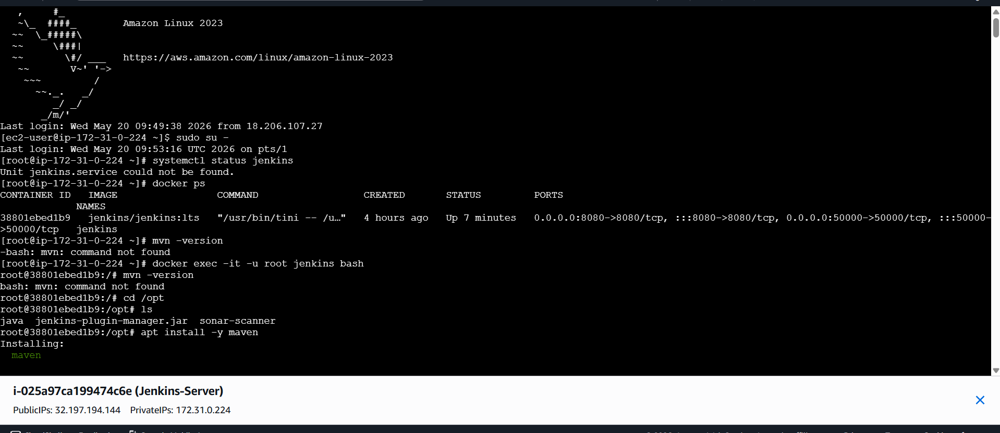 ,     #_
   ~\_  ####_        Amazon Linux 2023
  ~~  \_#####\
  ~~     \###|
  ~~       \#/ ___   https://aws.amazon.com/linux/amazon-linux-2023
   ~~       V~' '->
    ~~~         /
      ~~._.   _/
         _/ _/
       _/m/'
Last login: Wed May 20 09:49:38 2026 from 18.206.107.27
[ec2-user@ip-172-31-0-224 ~]$ sudo su -
Last login: Wed May 20 09:53:16 UTC 2026 on pts/1
[root@ip-172-31-0-224 ~]# systemctl status jenkins
Unit jenkins.service could not be found.
[root@ip-172-31-0-224 ~]# docker ps
CONTAINER ID   IMAGE                 COMMAND                  CREATED       STATUS         PORTS
             NAMES
38801ebed1b9   jenkins/jenkins:lts   "/usr/bin/tini -- /u…"   4 hours ago   Up 7 minutes   0.0.0.0:8080->8080/tcp, :::8080->8080/tcp, 0.0.0.0:50000->50000/tcp, :::50000-
>50000/tcp   jenkins
[root@ip-172-31-0-224 ~]# mvn -version
-bash: mvn: command not found
[root@ip-172-31-0-224 ~]# docker exec -it -u root jenkins bash
root@38801ebed1b9:/# mvn -version
bash: mvn: command not found
root@38801ebed1b9:/# cd /opt
root@38801ebed1b9:/opt# ls
java  jenkins-plugin-manager.jar  sonar-scanner
root@38801ebed1b9:/opt# apt install -y maven
Installing:
  maven
i-025a97ca199474c6e (Jenkins-Server)
PublicIPs: 32.197.194.144 PrivateIPs: 172.31.0.224